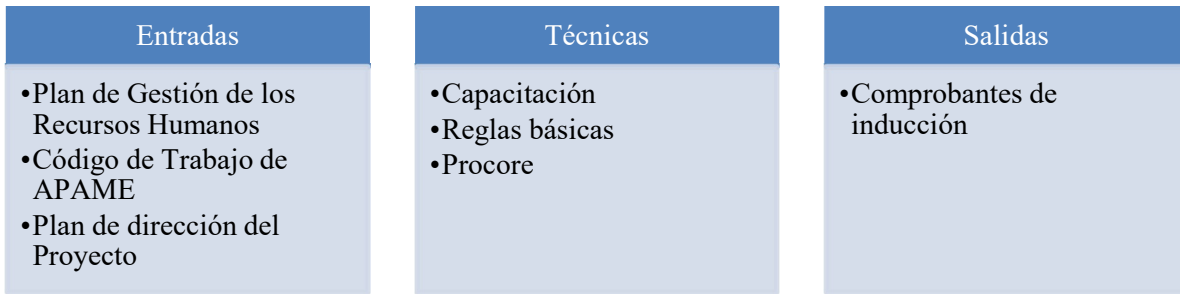 Entradas
•Plan de Gestión de los
Recursos Humanos
•Código de Trabajo de
APAME
•Plan de dirección del
Proyecto
Técnicas
•Capacitación
•Reglas básicas
•Procore
Salidas
•Comprobantes de
inducción